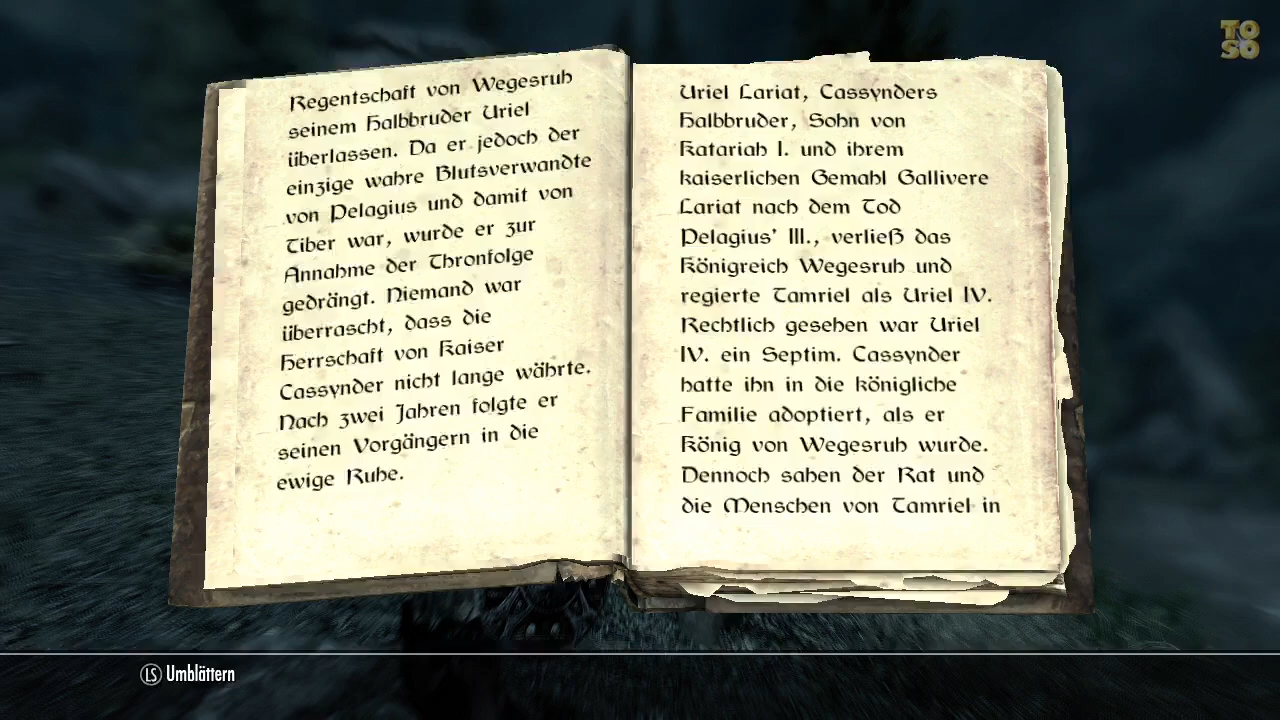 TO
SO
Regentschaft von Wegesruh
seinem Halbbruder Uriel
überlassen. Da er jedoch der
einzige wahre Blutsverwandte
von Pelagius und damit von
Tiber war, wurde er zur
Annahme der Thronfolge
gedrängt. Niemand war
überrascht, dass die
Herrschaft von Kaiser
Cassynder nicht lange währte.
Nach zwei Jahren folgte er
seinen Vorgängern in die
ewige Ruhe.
Uriel Lariat, Cassynders
Halbbruder, Sohn von
Katariah I. und ihrem
kaiserlichen Gemahl Gallivere
Lariat nach dem Tod
Pelagius' III., verließ das
Königreich Wegesruh und
regierte Tamriel als Uriel IV.
Rechtlich gesehen war Uriel
IV. ein Septim. Cassynder
hatte ihn in die königliche
Familie adoptiert, als er
König von Wegesruh wurde.
Dennoch sahen der Rat und
die Menschen von Tamriel in
LS Umblättern